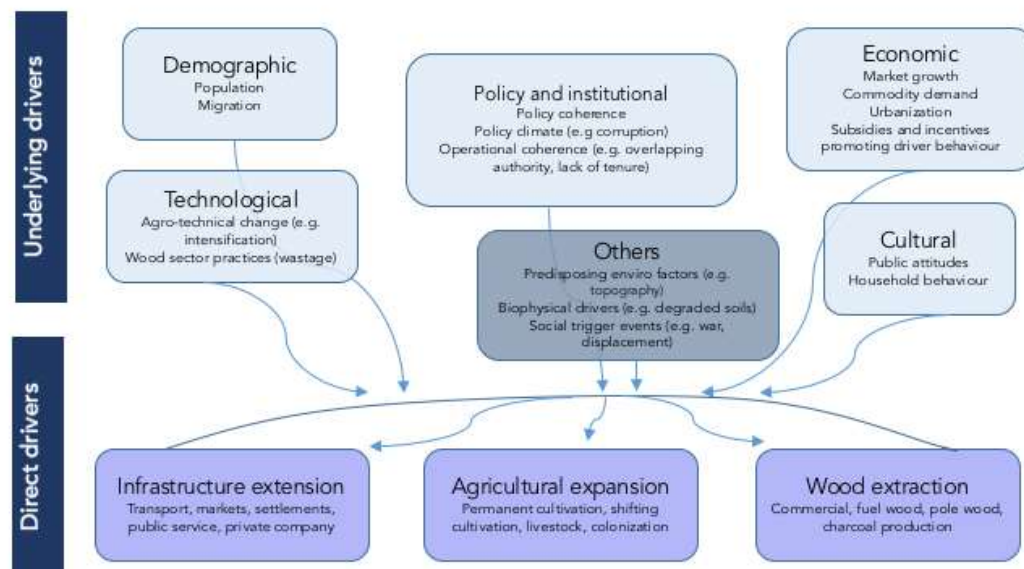 Underlying drivers
Demographic
Population
Migration
Policy and institutional
Policy coherence
Policy climate (e.g corruption)
Operational coherence (e.g. overlapping
authority, lack of tenure)
Economic
Market growth
Commodity demand
Urbanization
Subsidies and incentives
promoting driver behaviour
Technological
Agro-technical change (e.g.
intensification)
Wood sector practices (wastage)
Others
Predisposing enviro factors (e.g.
topography)
Biophysical drivers (e.g. degraded soils)
Social trigger events (e.g. war,
displacement)
Cultural
Public attitudes
Household behaviour
Direct drivers
Infrastructure extension
Transport, markets, settlements,
public service, private company
Agricultural expansion
Permanent cultivation, shifting
cultivation, livestock, colonization
Wood extraction
Commercial, fuel wood, pole wood,
charcoal production